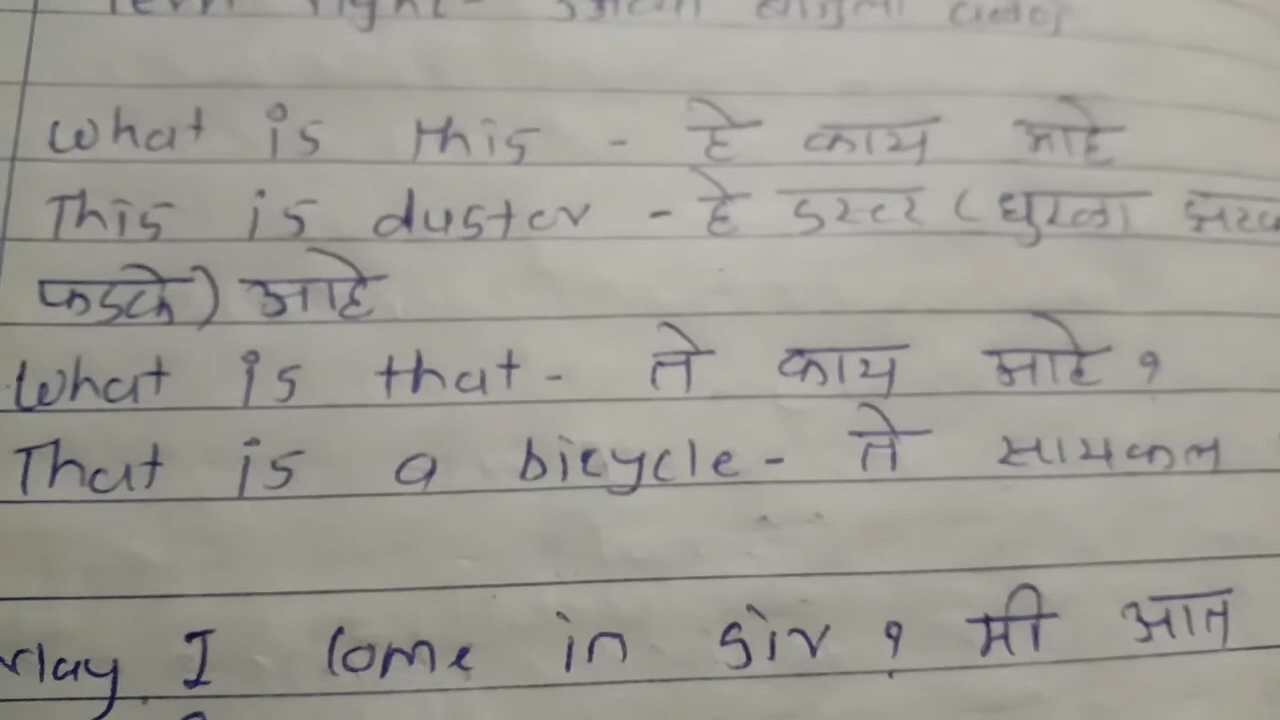 What is this - हे काय आहे
This is duster - हे डस्टर (धुरळा
फडके) आहे
What is that - ते काय आहे ?
That is a bicycle - ते सायकल
May I come in sir ? मी आत